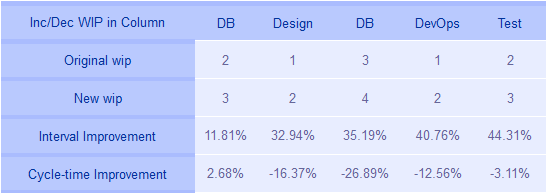 Inc/Dec WIP in Column DB Design DB DevOps Test
Original wip 2 1 3 1 2
New wip 3 2 4 2 3
Interval Improvement 11.81% 32.94% 35.19% 40.76% 44.31%
Cycle-time Improvement 2.68% -16.37% -26.89% -12.56% -3.11%